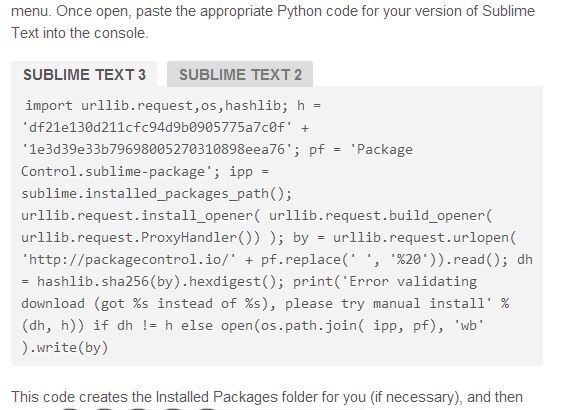 menu. Once open, paste the appropriate Python code for your version of Sublime
Text into the console.
SUBLIME TEXT 3 SUBLIME TEXT 2
import urllib.request,os,hashlib; h =
'df21e130d211cfc94d9b0905775a7c0f' +
'1e3d39e33b79698005270310898eea76'; pf = 'Package
Control.sublime-package'; ipp =
sublime.installed_packages_path();
urllib.request.install_opener( urllib.request.build_opener(
urllib.request.ProxyHandler()) ); by = urllib.request.urlopen(
'http://packagecontrol.io/' + pf.replace(' ', '%20')).read(); dh
= hashlib.sha256(by).hexdigest(); print('Error validating
download (got %s instead of %s), please try manual install' %
(dh, h)) if dh != h else open(os.path.join( ipp, pf), 'wb'
).write(by)
This code creates the Installed Packages folder for you (if necessary), and then